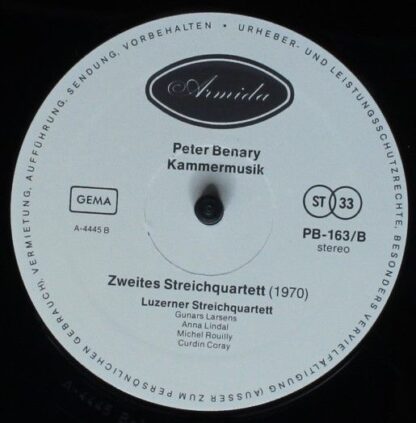 URHEBER- UND LEISTUNGSSCHUTZRECHTE, BESONDERS VERVIELFÄLTIGUNG (AUSSER ZUM PERSÖNLICHEN GEBRAUCH), VERMIETUNG, AUFFÜHRUNG, SENDUNG, VORBEHALTEN •
Armida
Peter Benary
Kammermusik
GEMA
A-4445 B
ST 33
PB-163/B
stereo
Zweites Streichquartett (1970)
Luzerner Streichquartett
Gunars Larsens
Anna Lindal
Michel Rouilly
Curdin Coray
A-4445 B